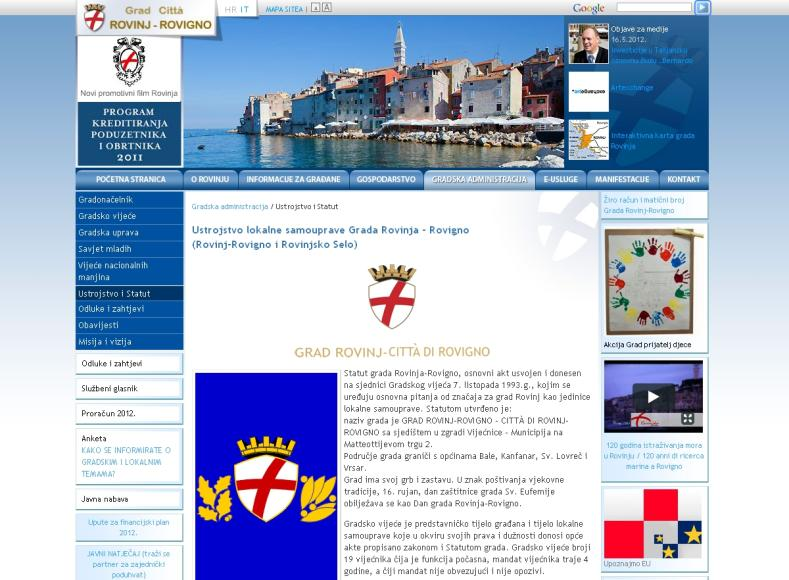 Grad Città
ROVINJ - ROVIGNO
HR IT
MAPA SITEA |
A A
Google
Novi promotivni film Rovinja
PROGRAM
KREDITIRANJA
PODUZETNIKA
I OBRTNIKA
2011
Objave za medije
16.5.2012.
Investicije u Talijansku
osnovnu školu „Bernardo
Artexchange
Interaktivna karta grada
Rovinja
POČETNA STRANICA
O ROVINJU
INFORMACIJE ZA GRAĐANE
GOSPODARSTVO
GRADSKA ADMINISTRACIJA
E-USLUGE
MANIFESTACIJE
KONTAKT
Gradonačelnik
Gradsko vijeće
Gradska uprava
Savjet mladih
Vijeće nacionalnih
manjina
Ustrojstvo i Statut
Odluke i zahtjevi
Obavijesti
Misija i vizija
Odluke i zahtjevi
Službeni glasnik
Proračun 2012.
Anketa
KAKO SE INFORMIRATE O
GRADSKIM I LOKALNIM
TEMAMA?
Javna nabava
Upute za financijski plan
2012.
JAVNI NATJEČAJ (traži se
partner za zajednički
poduhvat)
Gradska administracija / Ustrojstvo i Statut
Ustrojstvo lokalne samouprave Grada Rovinja - Rovigno
(Rovinj-Rovigno i Rovinjsko Selo)
GRAD ROVINJ-CITTÀ DI ROVIGNO
Statut grada Rovinja-Rovigno, osnovni akt usvojen i donesen
na sjednici Gradskog vijeća 7. listopada 1993.g., kojim se
uređuju osnovna pitanja od značaja za grad Rovinj kao jedinice
lokalne samouprave. Statutom utvrđeno je:
naziv grada je GRAD ROVINJ-ROVIGNO - CITTÀ DI ROVINJ-
ROVIGNO sa sjedištem u zgradi Vijećnice - Municipija na
Matteottijevom trgu 2.
Područje grada graniči s općinama Bale, Kanfanar, Sv. Lovreč i
Vrsar.
Grad ima svoj grb i zastavu. U znak poštivanja vjekovne
tradicije, 16. rujan, dan zaštitnice grada Sv. Eufemije
obilježava se kao Dan grada Rovinja-Rovigno.
Gradsko vijeće je predstavničko tijelo građana i tijelo lokalne
samouprave koje u okviru svojih prava i dužnosti donosi opće
akte propisano zakonom i Statutom grada. Gradsko vijeće broji
19 vijećnika čija je funkcija počasna, mandat vijećnika traje 4
godine, a čiji mandat nije obvezujući i nije opozivi.
Žiro račun i matični broj
Grada Rovinj-Rovigno
Akcija Grad prijatelj djece
120 godina istraživanja mora
u Rovinju / 120 anni di ricerca
marina a Rovigno
Upoznajmo EU